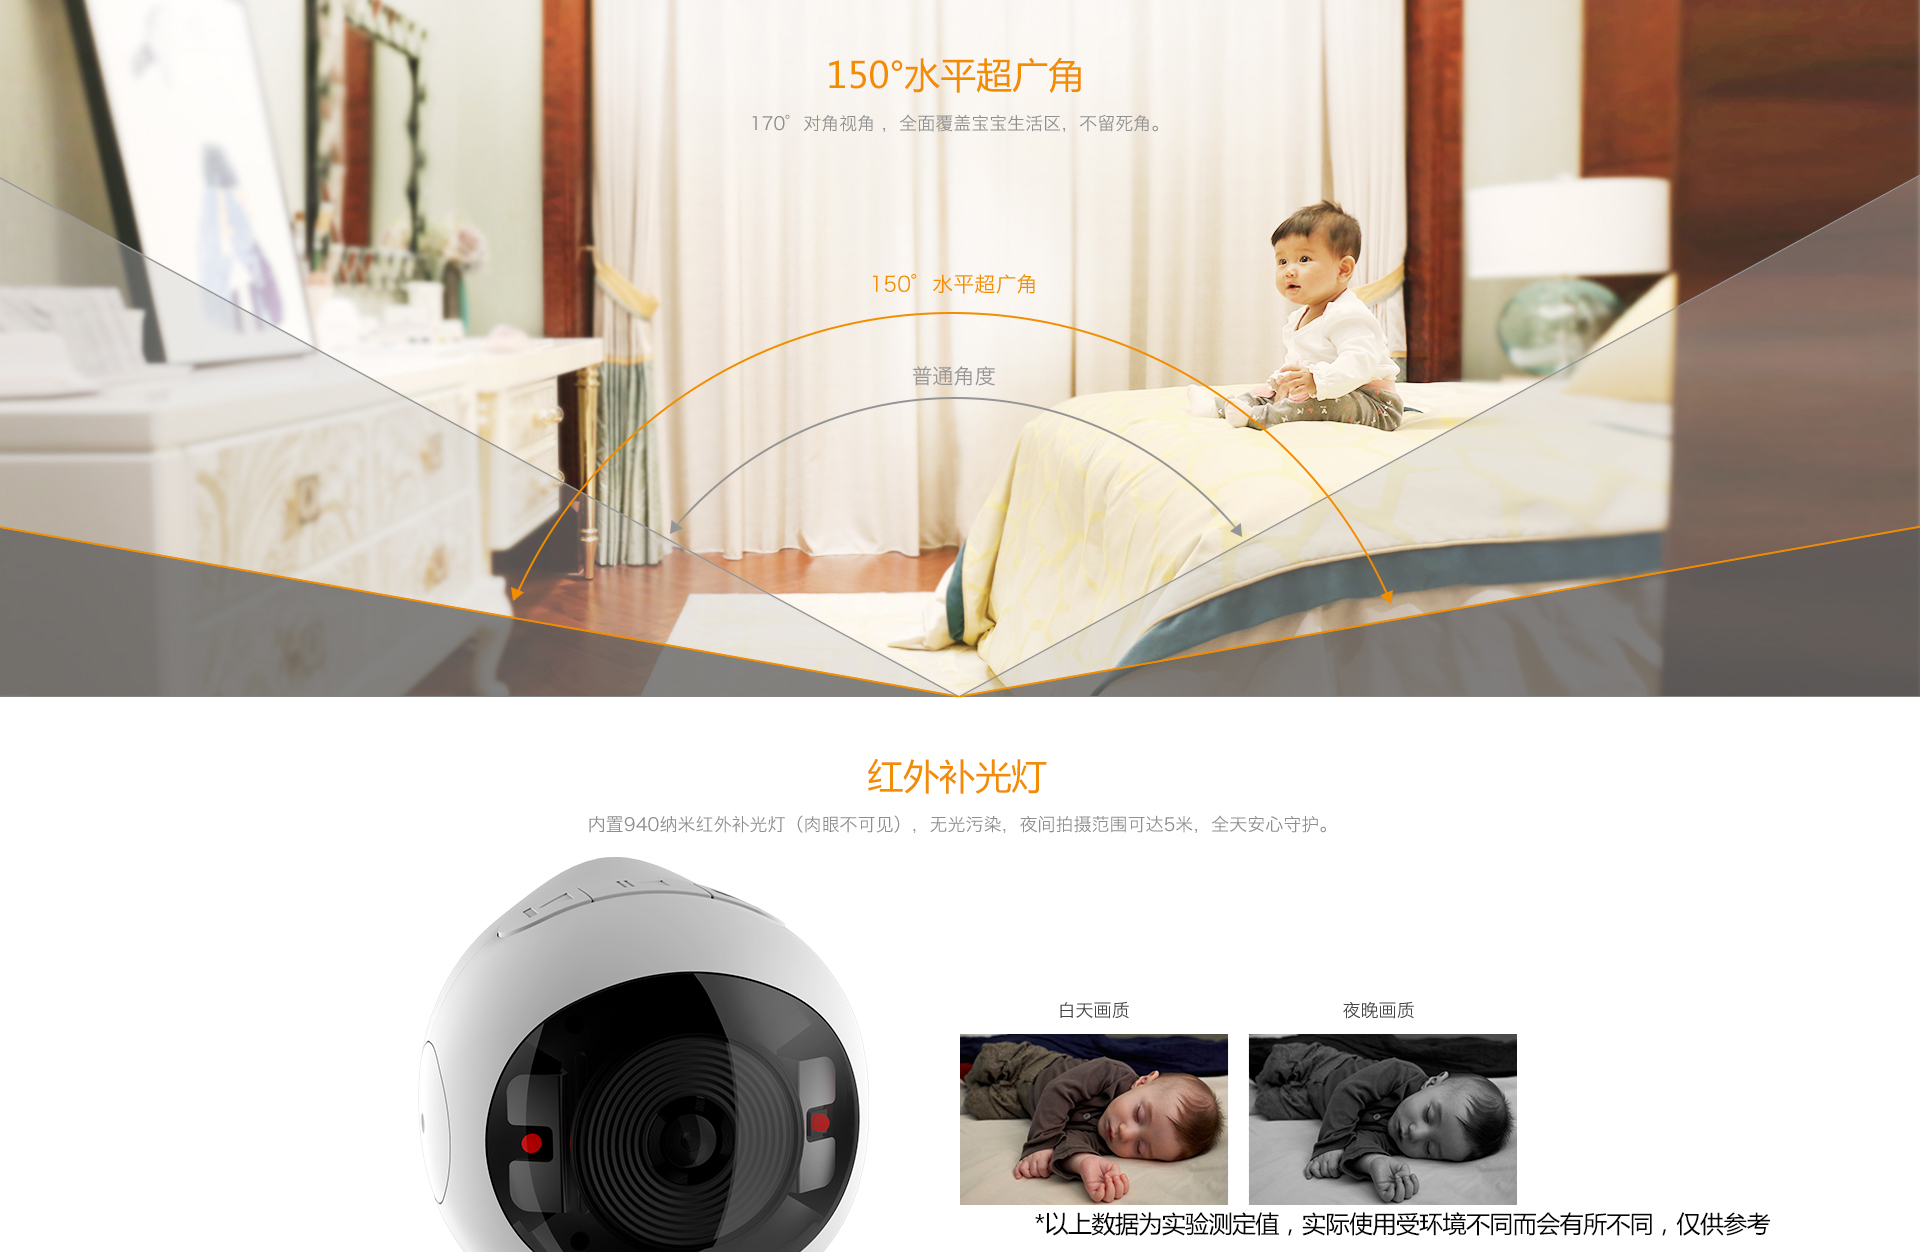 150°水平超广角
170° 对角视角，全面覆盖宝宝生活区，不留死角。
150° 水平超广角
普通角度
红外补光灯
内置940纳米红外补光灯（肉眼不可见），无光污染，夜间拍摄范围可达5米，全天安心守护。
白天画质
夜晚画质
*以上数据为实验测定值，实际使用受环境不同而会有所不同，仅供参考